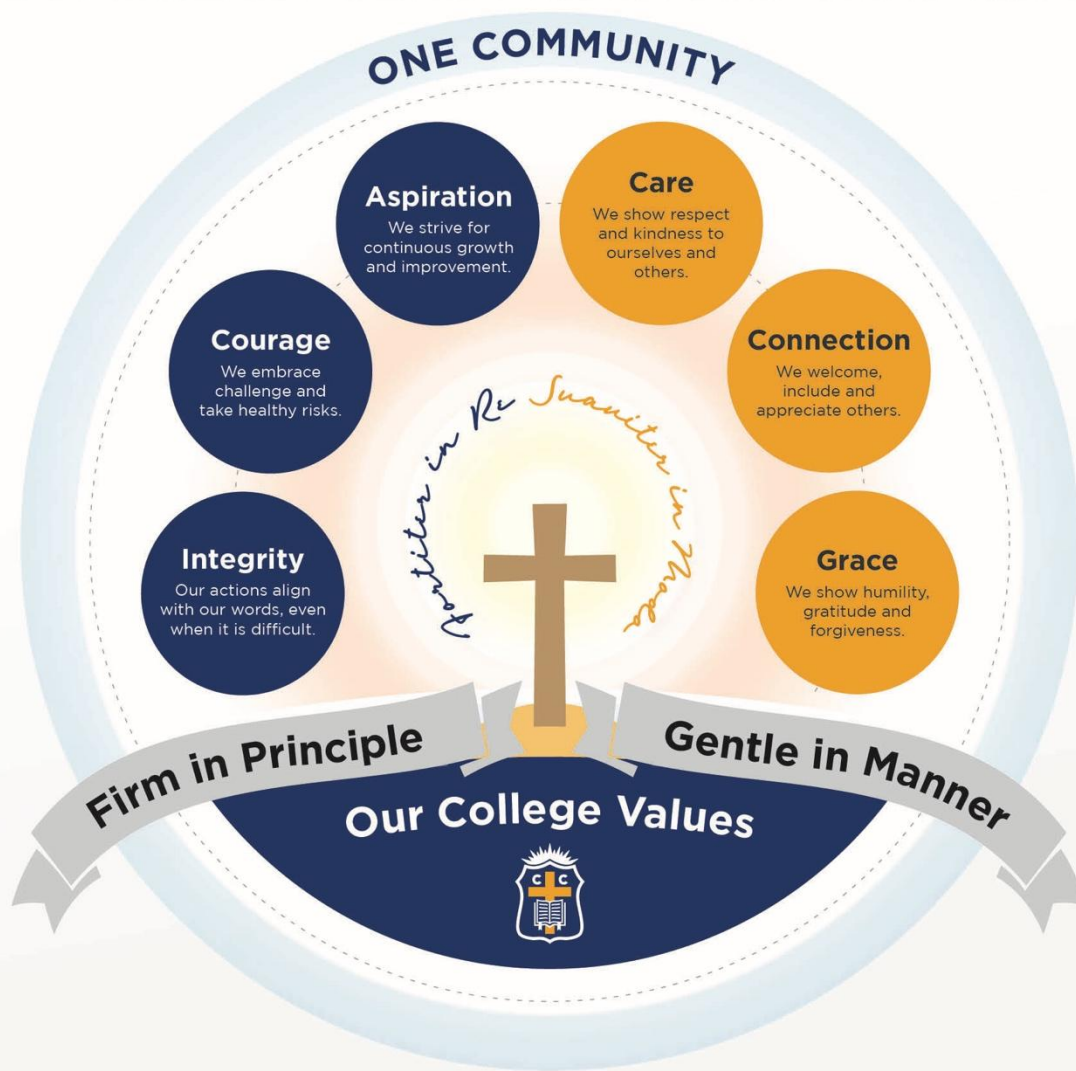 ONE COMMUNITY
Aspiration
We strive for
continuous growth
and improvement.
Care
We show respect
and kindness to
ourselves and
others.
Courage
We embrace
challenge and
take healthy risks.
Connection
We welcome,
include and
appreciate others.
Integrity
Our actions align
with our words, even
when it is difficult.
Grace
We show humility,
gratitude and
forgiveness.
Fortiter in Re Suaviter in Modo
Firm in Principle
Gentle in Manner
Our College Values
C C